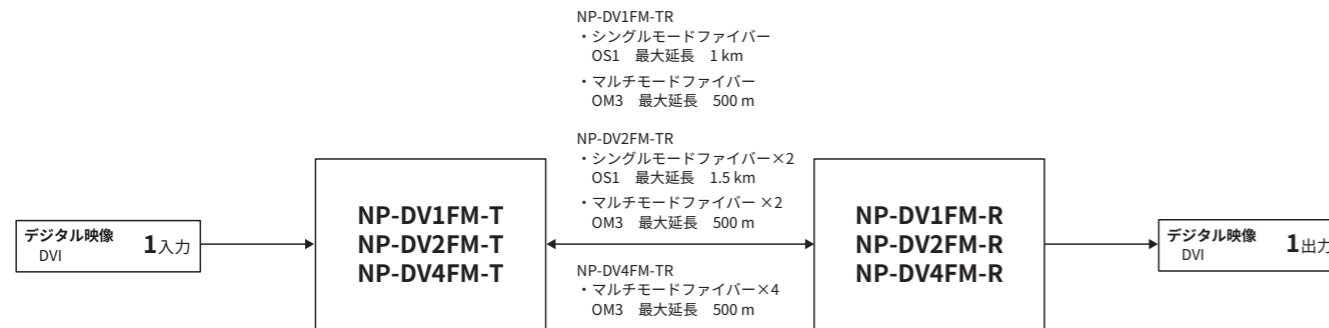 NP-DV1FM-TR
・シングルモードファイバー
OS1 最大延長 1 km
・マルチモードファイバー
OM3 最大延長 500 m
NP-DV2FM-TR
・シングルモードファイバー×2
OS1 最大延長 1.5 km
・マルチモードファイバー ×2
OM3 最大延長 500 m
NP-DV4FM-TR
・マルチモードファイバー×4
OM3 最大延長 500 m
デジタル映像
DVI
1入力
NP-DV1FM-T
NP-DV2FM-T
NP-DV4FM-T
NP-DV1FM-R
NP-DV2FM-R
NP-DV4FM-R
デジタル映像
DVI
1出力